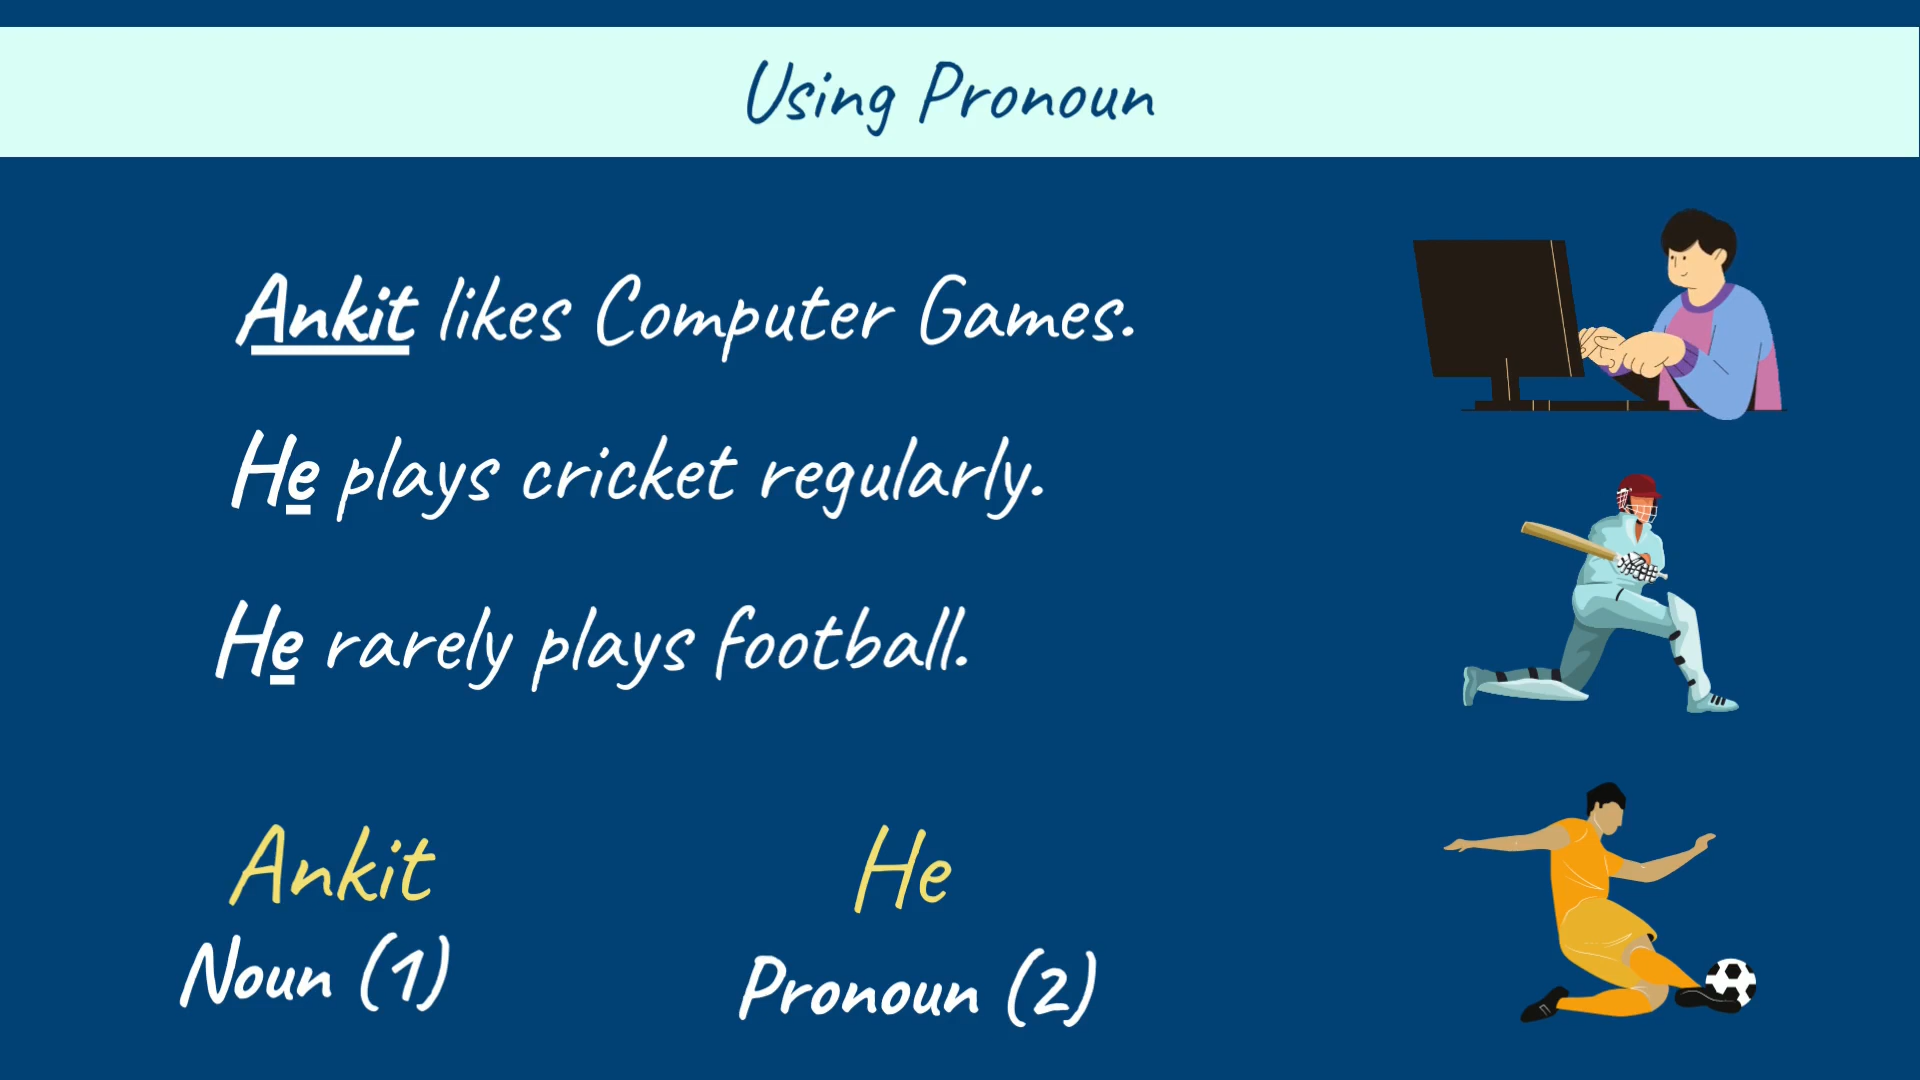 Using Pronoun
Ankit likes Computer Games.
He plays cricket regularly.
He rarely plays football.
Ankit
He
Noun (1)
Pronoun (2)